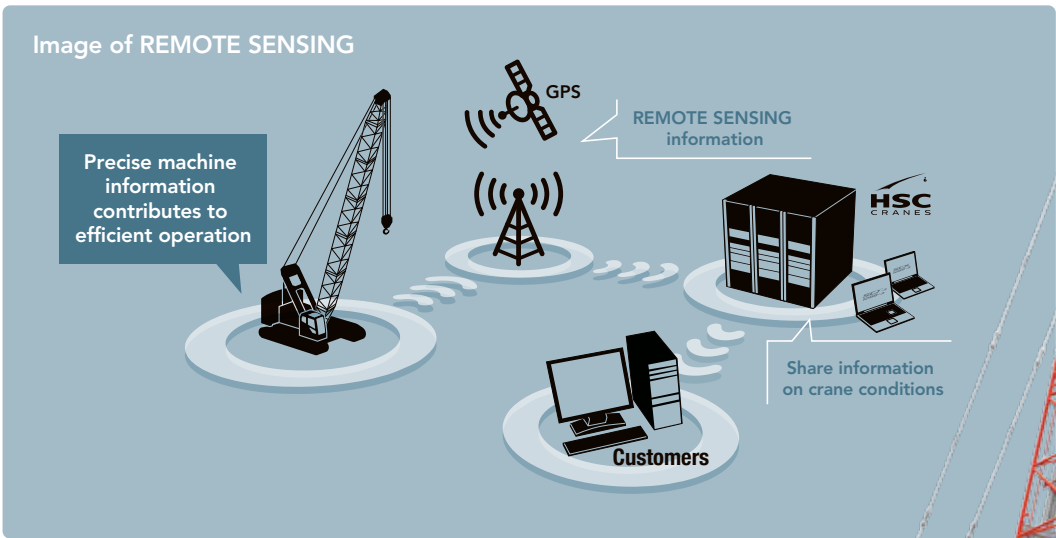 Image of REMOTE SENSING
GPS
REMOTE SENSING
information
Precise machine
information
contributes to
efficient operation
HSC
CRANES
Share information
on crane conditions
Customers